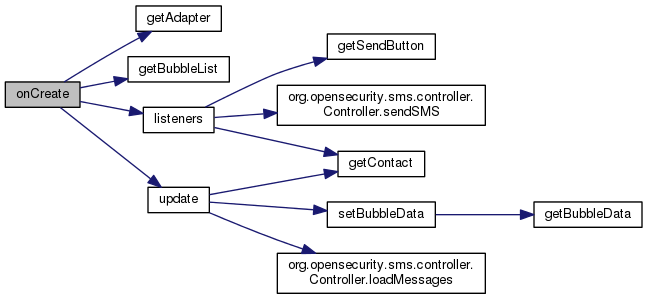 getAdapter
getBubbleList
onCreate
listeners
update
getSendButton
org.opensecurity.sms.controller.
Controller.sendSMS
getContact
setBubbleData
getBubbleData
org.opensecurity.sms.controller.
Controller.loadMessages